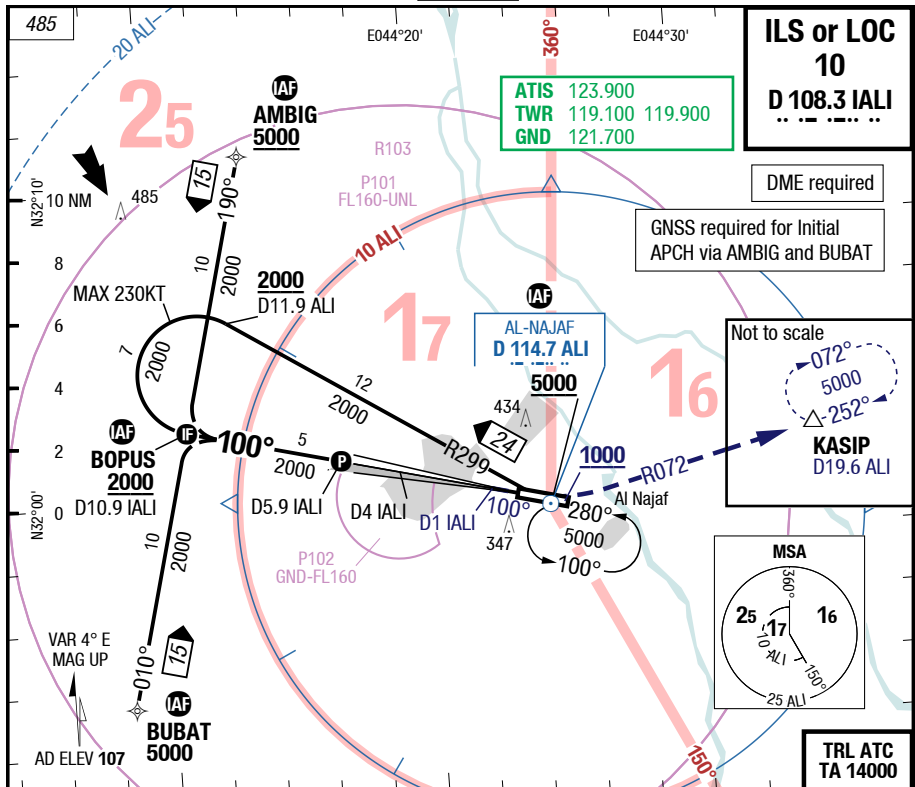 485
20 ALI
E044°20'
360°
E044°30'
ILS or LOC
10
D 108.3 IALI
IAF
AMBIG
5000
25
ATIS 123.900
TWR 119.100 119.900
GND 121.700
R103
P101
FL160-UNL
DME required
GNSS required for Initial
APCH via AMBIG and BUBAT
N32°10'
10 NM
485
15
190°
10
2000
10 ALI
8
MAX 230KT
2000
D11.9 ALI
6
7
2000
17
IAF
AL-NAJAF
D 114.7 ALI
5000
16
Not to scale
072°
5000
252°
KASIP
D19.6 ALI
4
12
2000
434
24
R299
IAF
IF
BOPUS
2000
D10.9 IALI
2
100°
5
2000
P
D5.9 IALI
D4 IALI
D1 IALI
100°
1000
R072
Al Najaf
280°
5000
100°
347
N32°00'
0
10
2000
P102
GND-FL160
MSA
360°
25
17
16
10 ALI
150°
25 ALI
VAR 4° E
MAG UP
010°
15
IAF
BUBAT
5000
AD ELEV 107
150°
TRL ATC
TA 14000